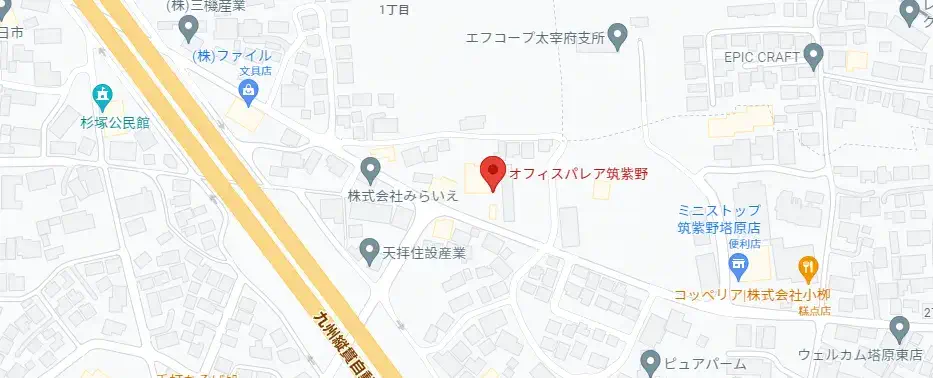 (株)三機産業
1丁目
日市
エフコープ太宰府支所
(株)ファイル
文具店
EPIC CRAFT
杉塚公民館
オフィスパレア筑紫野
株式会社みらいえ
ミニストップ
筑紫野塔原店
便利店
天拝住設産業
コッペリア|株式会社小柳
糕点店
九州縦貫自動
ウェルカム塔原東店
ピュアパーム